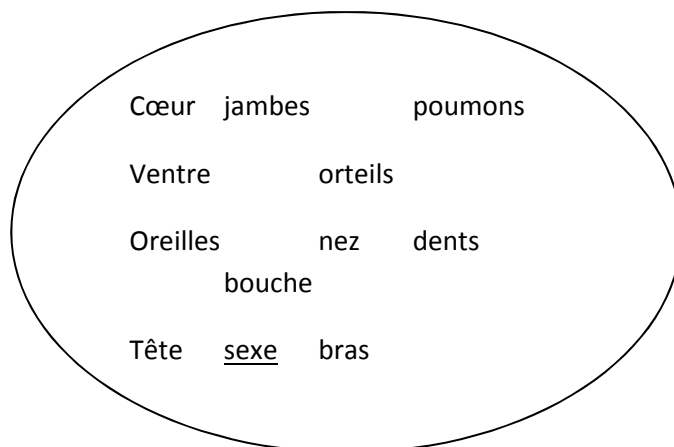 Cœur jambes poumons
Ventre orteils
Oreilles nez dents
bouche
Tête sexe bras